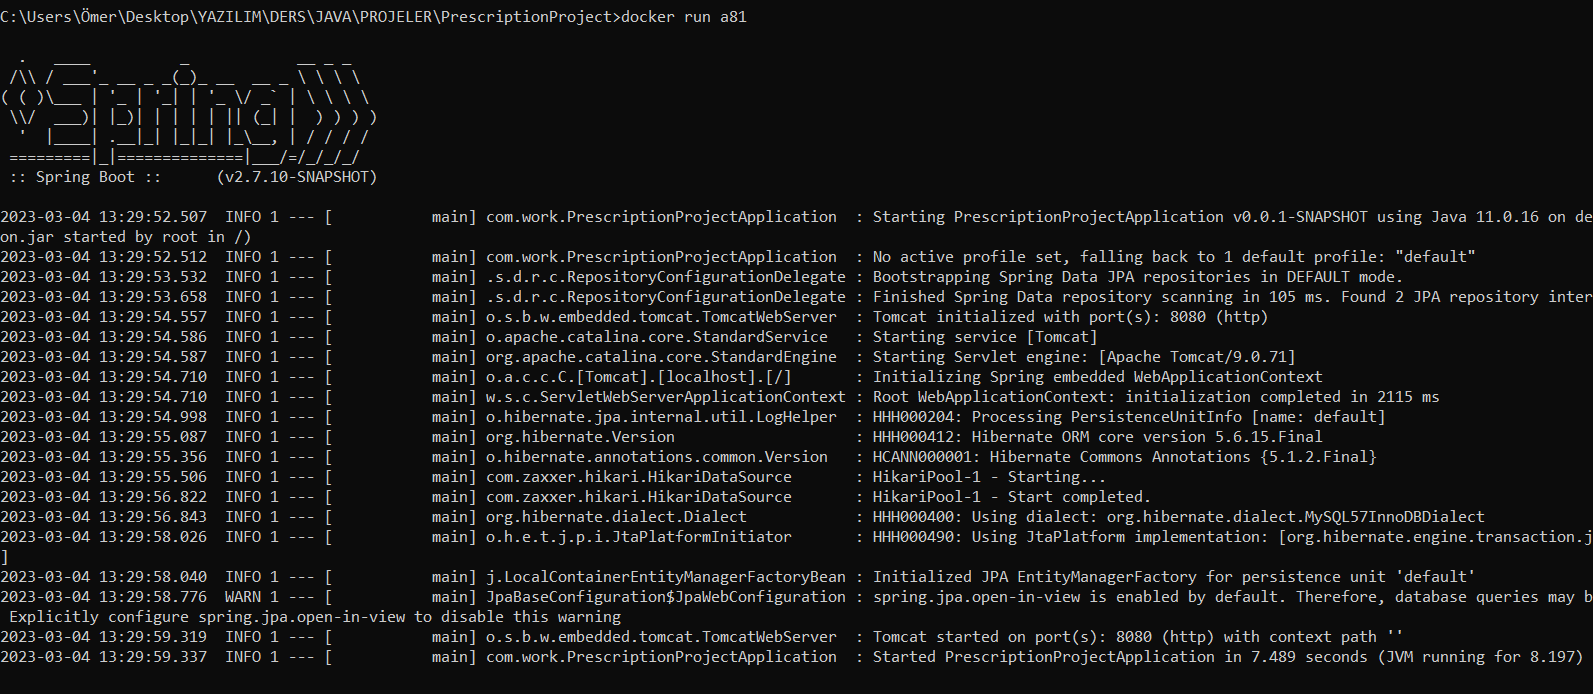 C:\Users\Ömer\Desktop\YAZILIM\DERS\JAVA\PROJELER\PrescriptionProject>docker run a81
  .   ____          _            __ _ _
 /\\ / ___'_ __ _ _(_)_ __  __ _ \ \ \ \
( ( )\___ | '_ | '_| | '_ \/ _` | \ \ \ \
 \\/  ___)| |_)| | | | | || (_| |  ) ) ) )
  '  |____| .__|_| |_|_| |_\__, | / / / /
 =========|_|==============|___/=/_/_/_/
 :: Spring Boot ::      (v2.7.10-SNAPSHOT)
2023-03-04 13:29:52.507  INFO 1 --- [           main] com.work.PrescriptionProjectApplication  : Starting PrescriptionProjectApplication v0.0.1-SNAPSHOT using Java 11.0.16 on de
on.jar started by root in /)
2023-03-04 13:29:52.512  INFO 1 --- [           main] com.work.PrescriptionProjectApplication  : No active profile set, falling back to 1 default profile: "default"
2023-03-04 13:29:53.532  INFO 1 --- [           main] .s.d.r.c.RepositoryConfigurationDelegate : Bootstrapping Spring Data JPA repositories in DEFAULT mode.
2023-03-04 13:29:53.658  INFO 1 --- [           main] .s.d.r.c.RepositoryConfigurationDelegate : Finished Spring Data repository scanning in 105 ms. Found 2 JPA repository inter
2023-03-04 13:29:54.557  INFO 1 --- [           main] o.s.b.w.embedded.tomcat.TomcatWebServer  : Tomcat initialized with port(s): 8080 (http)
2023-03-04 13:29:54.586  INFO 1 --- [           main] o.apache.catalina.core.StandardService   : Starting service [Tomcat]
2023-03-04 13:29:54.587  INFO 1 --- [           main] org.apache.catalina.core.StandardEngine  : Starting Servlet engine: [Apache Tomcat/9.0.71]
2023-03-04 13:29:54.710  INFO 1 --- [           main] o.a.c.c.C.[Tomcat].[localhost].[/]       : Initializing Spring embedded WebApplicationContext
2023-03-04 13:29:54.710  INFO 1 --- [           main] w.s.c.ServletWebServerApplicationContext : Root WebApplicationContext: initialization completed in 2115 ms
2023-03-04 13:29:54.998  INFO 1 --- [           main] o.hibernate.jpa.internal.util.LogHelper  : HHH000204: Processing PersistenceUnitInfo [name: default]
2023-03-04 13:29:55.087  INFO 1 --- [           main] org.hibernate.Version                    : HHH000412: Hibernate ORM core version 5.6.15.Final
2023-03-04 13:29:55.356  INFO 1 --- [           main] o.hibernate.annotations.common.Version   : HCANN000001: Hibernate Commons Annotations {5.1.2.Final}
2023-03-04 13:29:55.506  INFO 1 --- [           main] com.zaxxer.hikari.HikariDataSource       : HikariPool-1 - Starting...
2023-03-04 13:29:56.822  INFO 1 --- [           main] com.zaxxer.hikari.HikariDataSource       : HikariPool-1 - Start completed.
2023-03-04 13:29:56.843  INFO 1 --- [           main] org.hibernate.dialect.Dialect            : HHH000400: Using dialect: org.hibernate.dialect.MySQL57InnoDBDialect
2023-03-04 13:29:58.026  INFO 1 --- [           main] o.h.e.t.j.p.i.JtaPlatformInitiator       : HHH000490: Using JtaPlatform implementation: [org.hibernate.engine.transaction.j
]
2023-03-04 13:29:58.040  INFO 1 --- [           main] j.LocalContainerEntityManagerFactoryBean : Initialized JPA EntityManagerFactory for persistence unit 'default'
2023-03-04 13:29:58.776  WARN 1 --- [           main] JpaBaseConfiguration$JpaWebConfiguration : spring.jpa.open-in-view is enabled by default. Therefore, database queries may b
 Explicitly configure spring.jpa.open-in-view to disable this warning
2023-03-04 13:29:59.319  INFO 1 --- [           main] o.s.b.w.embedded.tomcat.TomcatWebServer  : Tomcat started on port(s): 8080 (http) with context path ''
2023-03-04 13:29:59.337  INFO 1 --- [           main] com.work.PrescriptionProjectApplication  : Started PrescriptionProjectApplication in 7.489 seconds (JVM running for 8.197)